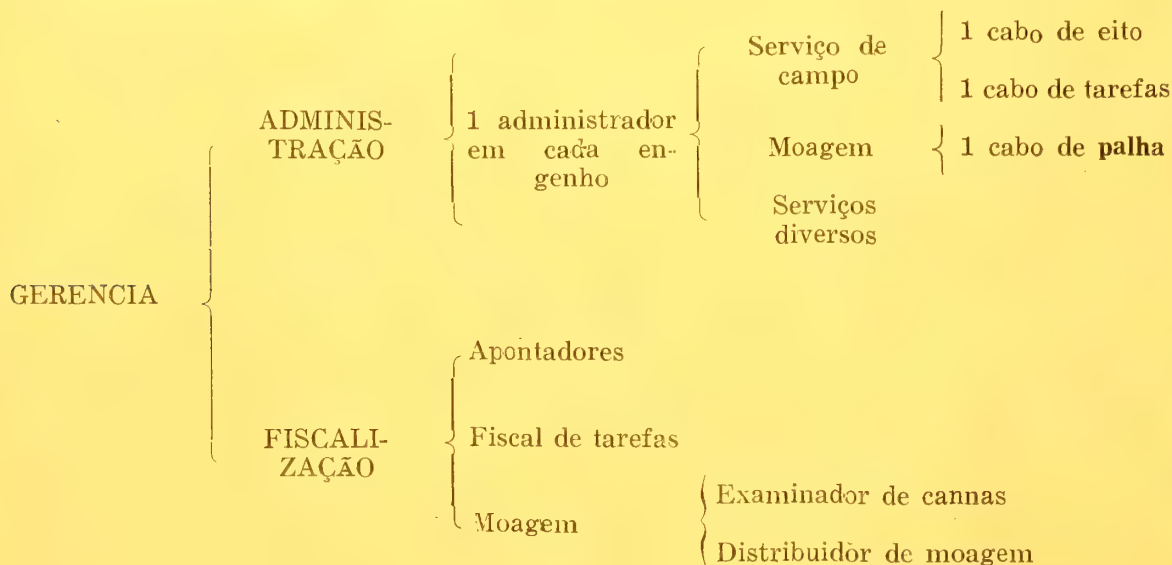 GERENCIA
ADMINIS-
TRAÇÃO
1 administrador
em cada en-
genho
Serviço de
campo
1 cabo de eito
1 cabo de tarefas
Moagem
1 cabo de palha
Serviços
diversos
FISCALI-
ZAÇÃO
Apontadores
Fiscal de tarefas
Moagem
Examinador de cannas
Distribuidor de moagem